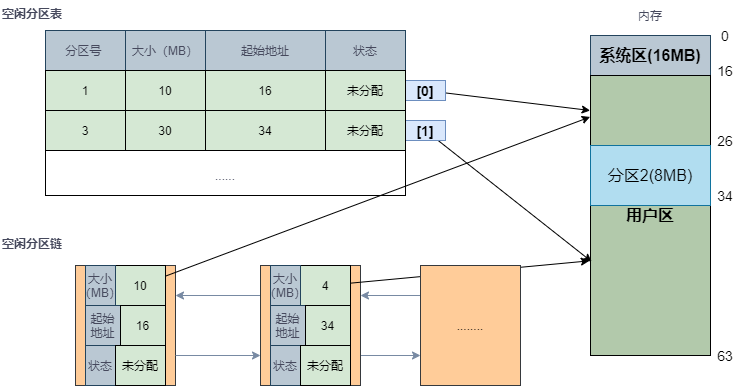 空闲分区表
内存
分区号 大小（MB） 起始地址 状态
1 10 16 未分配 [0]
3 30 34 未分配 [1]
......
0
系统区(16MB)
16
26
分区2(8MB)
34
用户区
63
空闲分区链
大小
(MB)
10
起始
地址
16
状态
未分配
大小
(MB)
4
起始
地址
34
状态
未分配
........